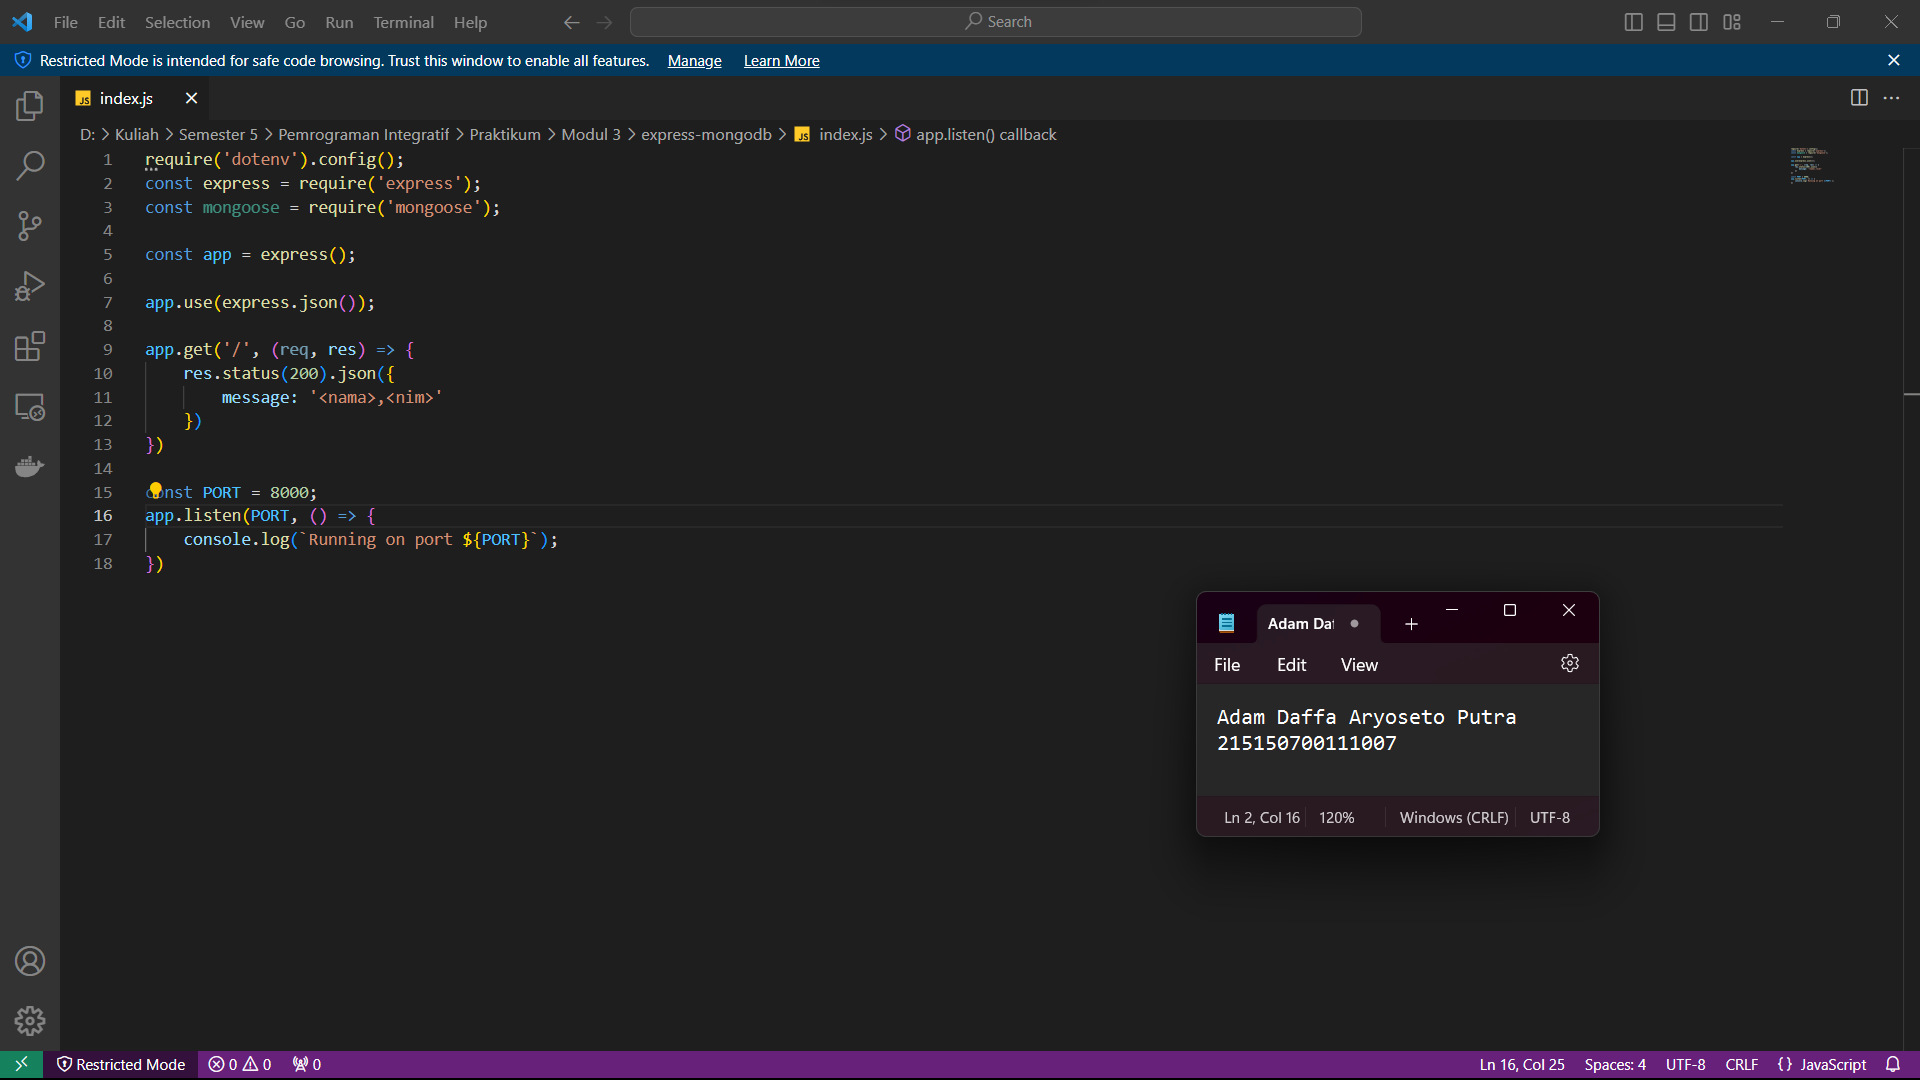 File Edit Selection View Go Run Terminal Help
Search
Restricted Mode is intended for safe code browsing. Trust this window to enable all features. Manage Learn More
JS index.js
D: > Kuliah > Semester 5 > Pemrograman Integratif > Praktikum > Modul 3 > express-mongodb > JS index.js > app.listen() callback
1 require('dotenv').config();
2 const express = require('express');
3 const mongoose = require('mongoose');
4
5 const app = express();
6
7 app.use(express.json());
8
9 app.get('/', (req, res) => {
10 res.status(200).json({
11 message: '<nama>,<nim>'
12 })
13 })
14
15 const PORT = 8000;
16 app.listen(PORT, () => {
17 console.log(`Running on port ${PORT}`);
18 })
Adam Daf
File Edit View
Adam Daffa Aryoseto Putra
215150700111007
Ln 2, Col 16 120% Windows (CRLF) UTF-8
Restricted Mode 0 0 0 Ln 16, Col 25 Spaces: 4 UTF-8 CRLF {} JavaScript